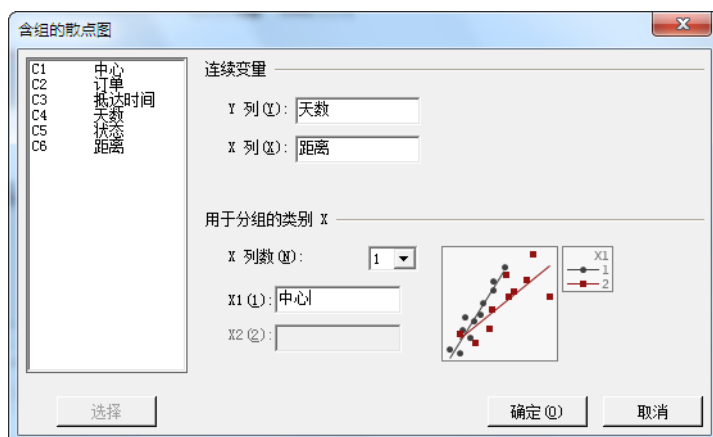 含组的散点图
C1 中心
C2 订单
C3 抵达时间
C4 天数
C5 状态
C6 距离
连续变量
Y 列(Y): 天数
X 列(X): 距离
用于分组的类别 X
X 列数(N): 1
X1(1): 中心
X2(2):
X1
1
2
选择
确定(O)
取消